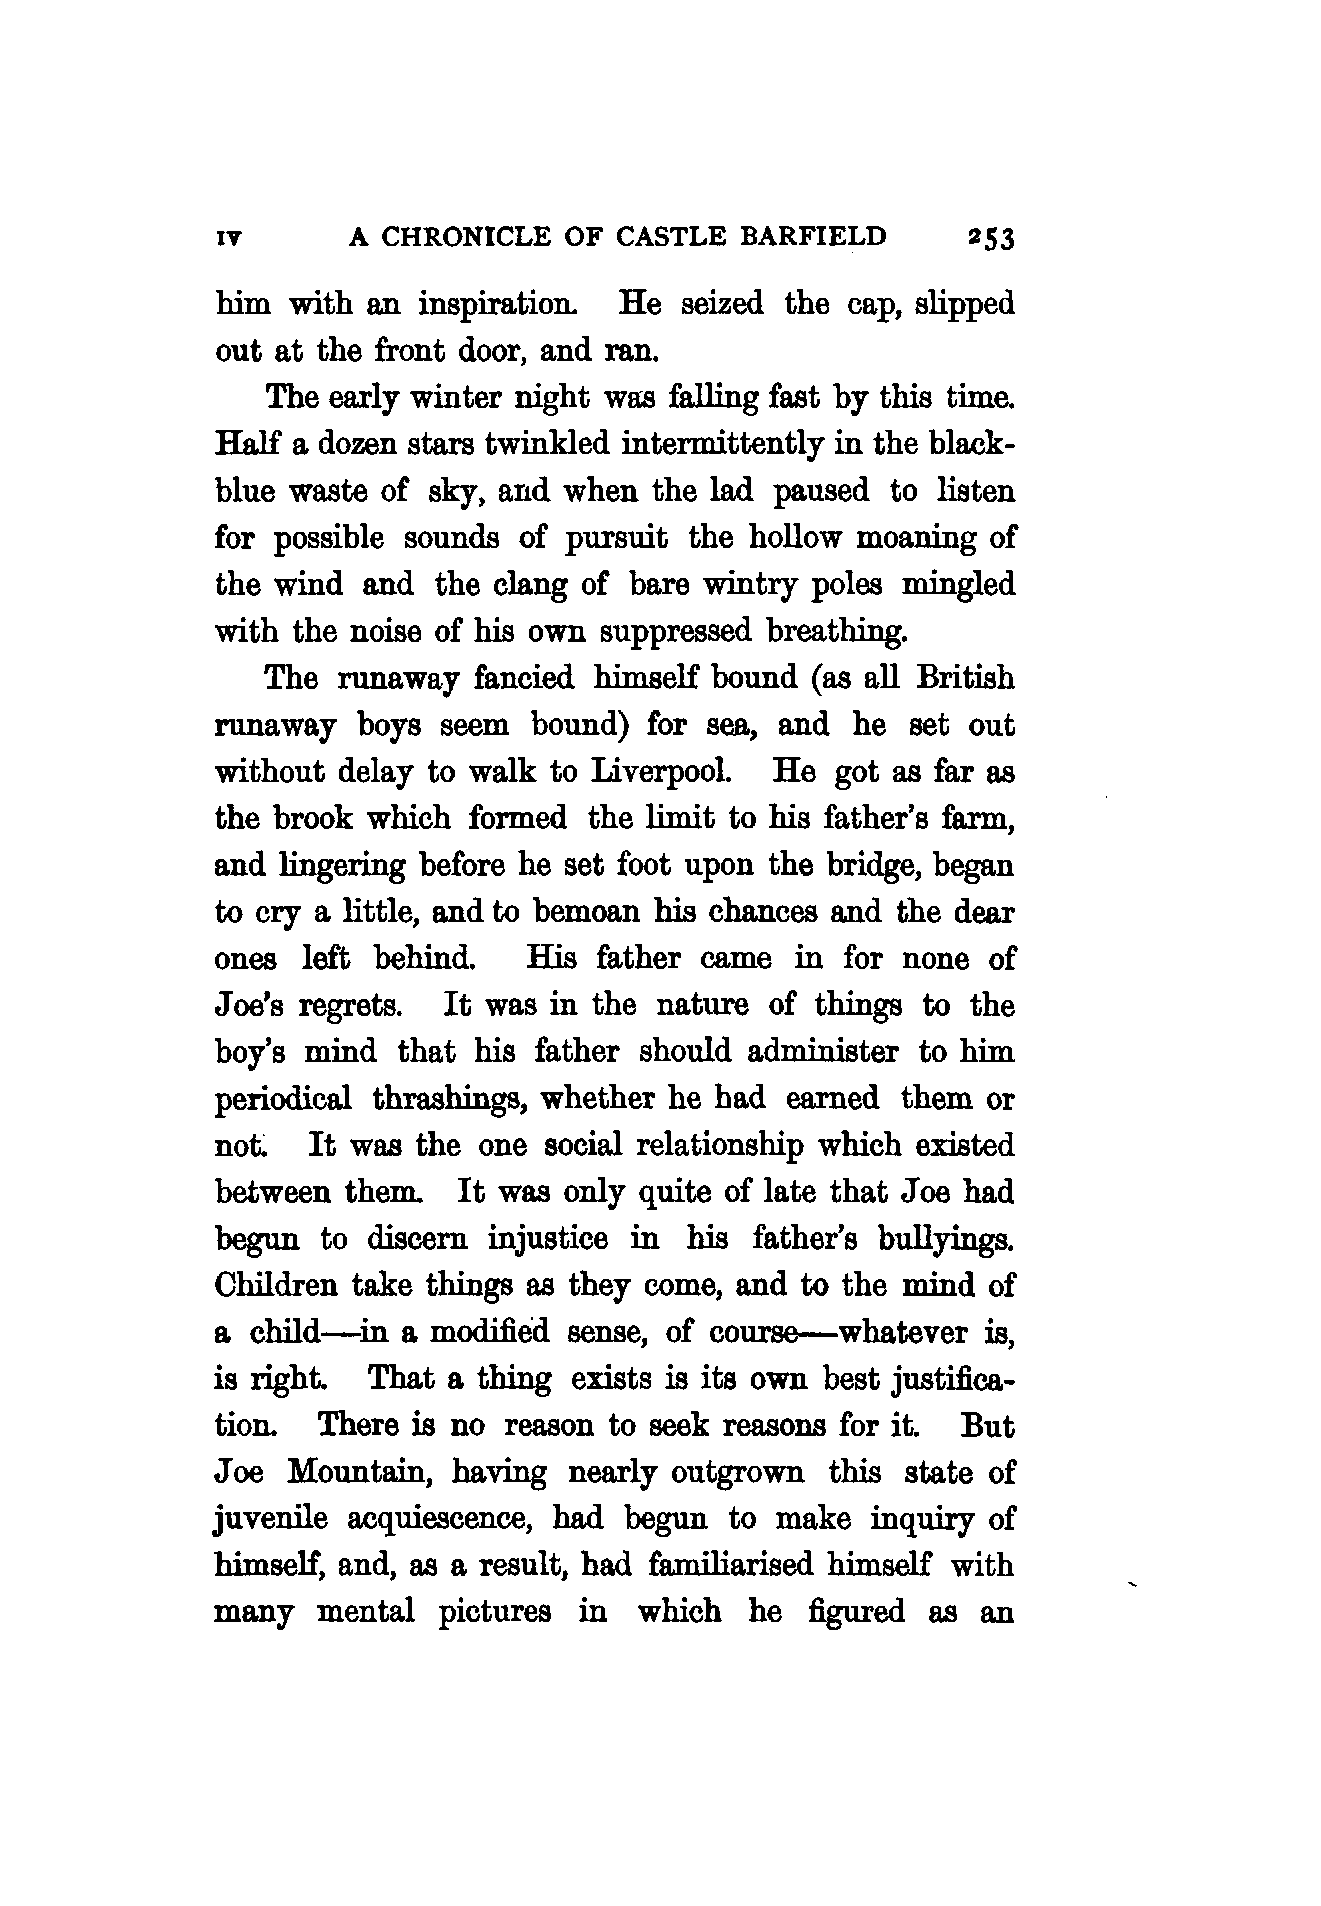 IV A CHRONICLE OF CASTLE BARFIELD 253
him with an inspiration. He seized the cap, slipped
out at the front door, and ran.
The early winter night was falling fast by this time.
Half a dozen stars twinkled intermittently in the black-
blue waste of sky, and when the lad paused to listen
for possible sounds of pursuit the hollow moaning of
the wind and the clang of bare wintry poles mingled
with the noise of his own suppressed breathing.
The runaway fancied himself bound (as all British
runaway boys seem bound) for sea, and he set out
without delay to walk to Liverpool. He got as far as
the brook which formed the limit to his father's farm,
and lingering before he set foot upon the bridge, began
to cry a little, and to bemoan his chances and the dear
ones left behind. His father came in for none of
Joe's regrets. It was in the nature of things to the
boy's mind that his father should administer to him
periodical thrashings, whether he had earned them or
not. It was the one social relationship which existed
between them. It was only quite of late that Joe had
begun to discern injustice in his father's bullyings.
Children take things as they come, and to the mind of
a child—in a modified sense, of course—whatever is,
is right. That a thing exists is its own best justifica-
tion. There is no reason to seek reasons for it. But
Joe Mountain, having nearly outgrown this state of
juvenile acquiescence, had begun to make inquiry of
himself, and, as a result, had familiarised himself with
many mental pictures in which he figured as an